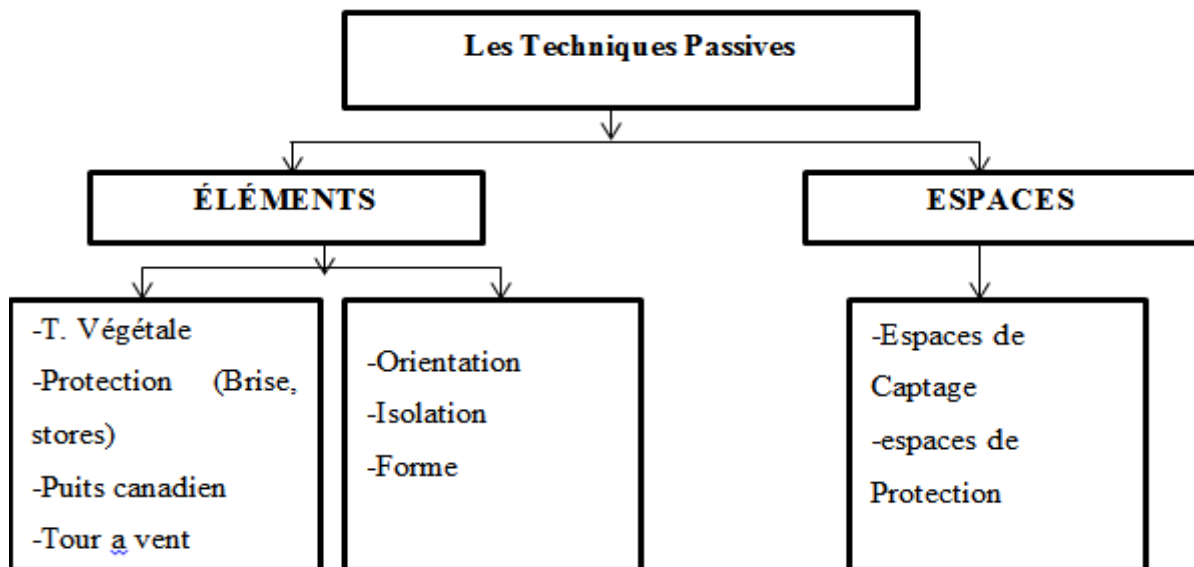 Les Techniques Passives
ÉLÉMENTS
ESPACES
-T. Végétale
-Protection (Brise,
stores)
-Puits canadien
-Tour a vent
-Orientation
-Isolation
-Forme
-Espaces de
Captage
-espaces de
Protection